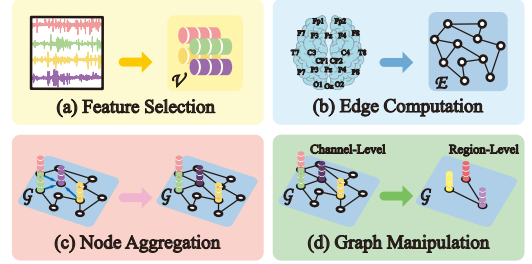 𝒱
(a) Feature Selection
Fp1 Fp2
F7 F3 Fz F4 F8
T7 C3 C4 T8
CP1 CP2
P7 P3 Pz P4 P8
O1 Oz O2
ℰ
(b) Edge Computation
𝒢
𝒢
(c) Node Aggregation
Channel-Level
Region-Level
𝒢
𝒢
(d) Graph Manipulation